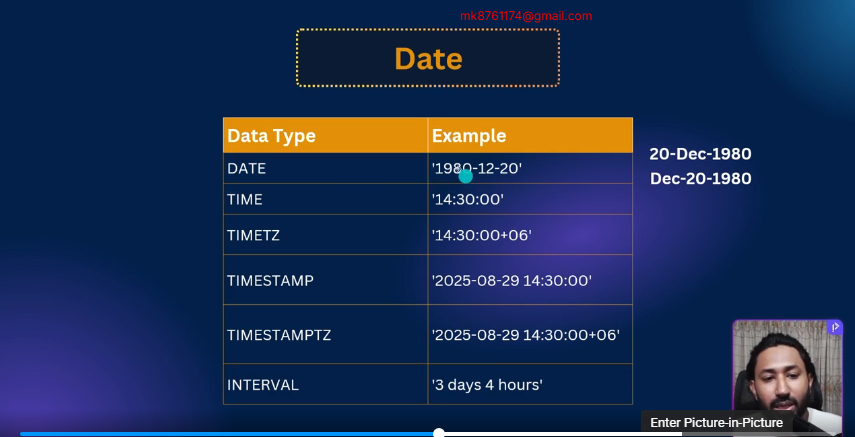 mk8761174@gmail.com
Date
Data Type Example
DATE '1980-12-20'
TIME '14:30:00'
TIMETZ '14:30:00+06'
TIMESTAMP '2025-08-29 14:30:00'
TIMESTAMPTZ '2025-08-29 14:30:00+06'
INTERVAL '3 days 4 hours'
20-Dec-1980
Dec-20-1980
Enter Picture-in-Picture